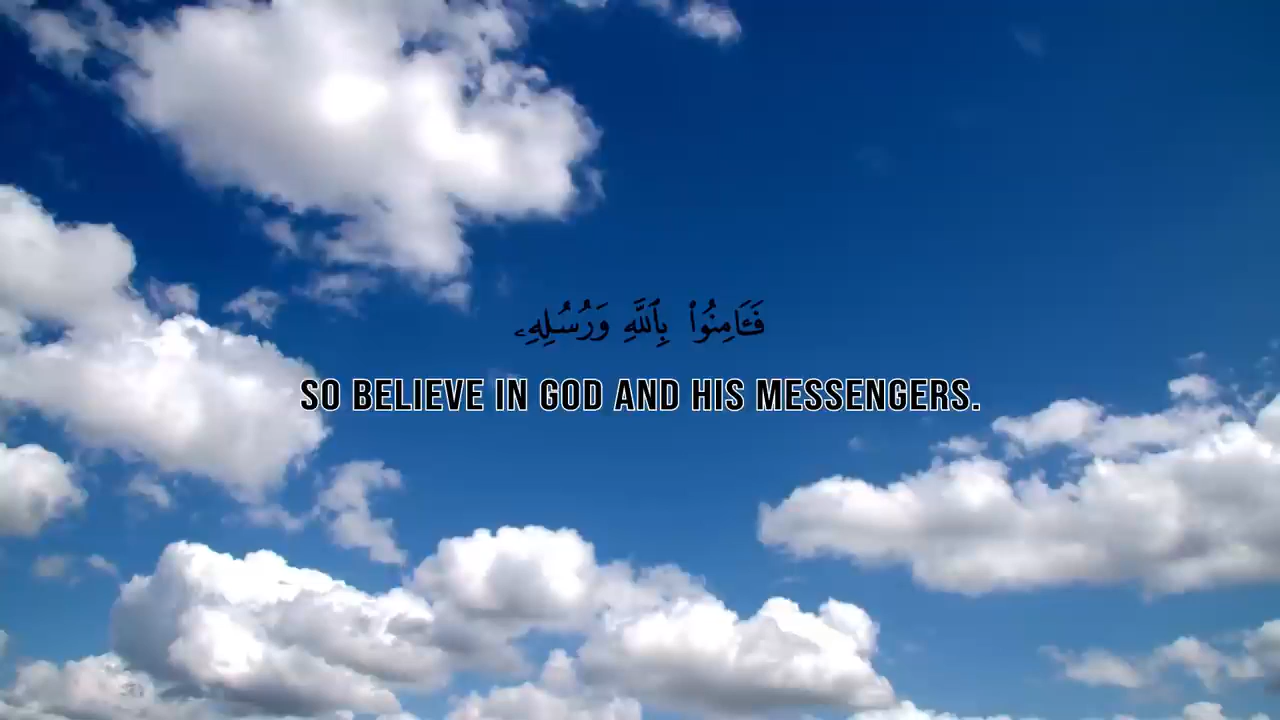 فَـَٔامِنُوا۟ بِٱللَّهِ وَرُسُلِهِۦ
SO BELIEVE IN GOD AND HIS MESSENGERS.